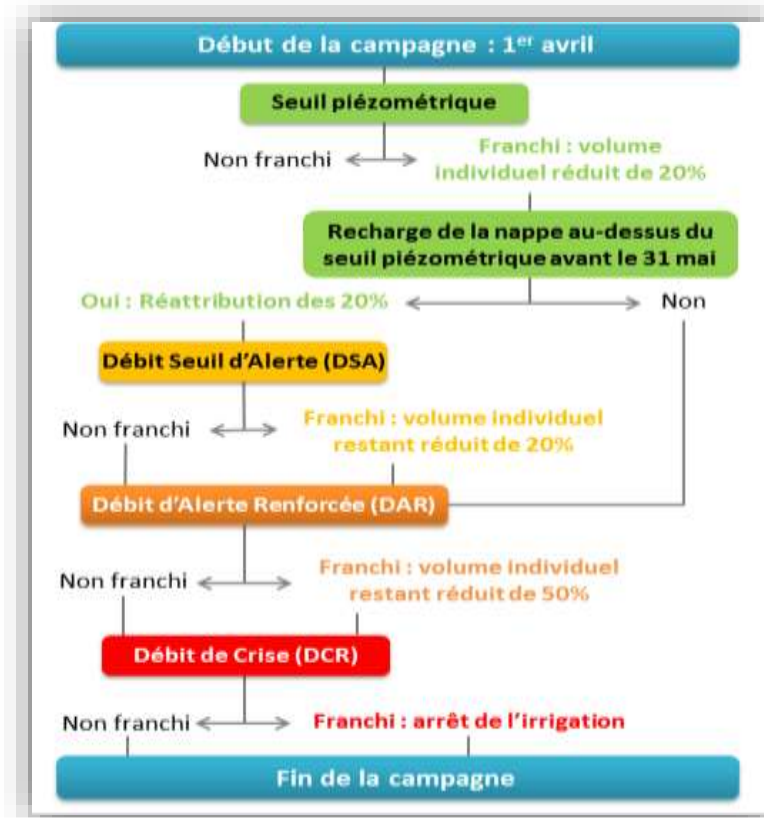 Début de la campagne : 1er avril
Seuil piézométrique
Non franchi
Franchi : volume
individuel réduit de 20%
Recharge de la nappe au-dessus du
seuil piézométrique avant le 31 mai
Oui : Réattribution des 20%
Non
Débit Seuil d'Alerte (DSA)
Non franchi
Franchi : volume individuel
restant réduit de 20%
Débit d'Alerte Renforcée (DAR)
Non franchi
Franchi : volume individuel
restant réduit de 50%
Débit de Crise (DCR)
Non franchi
Franchi : arrêt de l'irrigation
Fin de la campagne